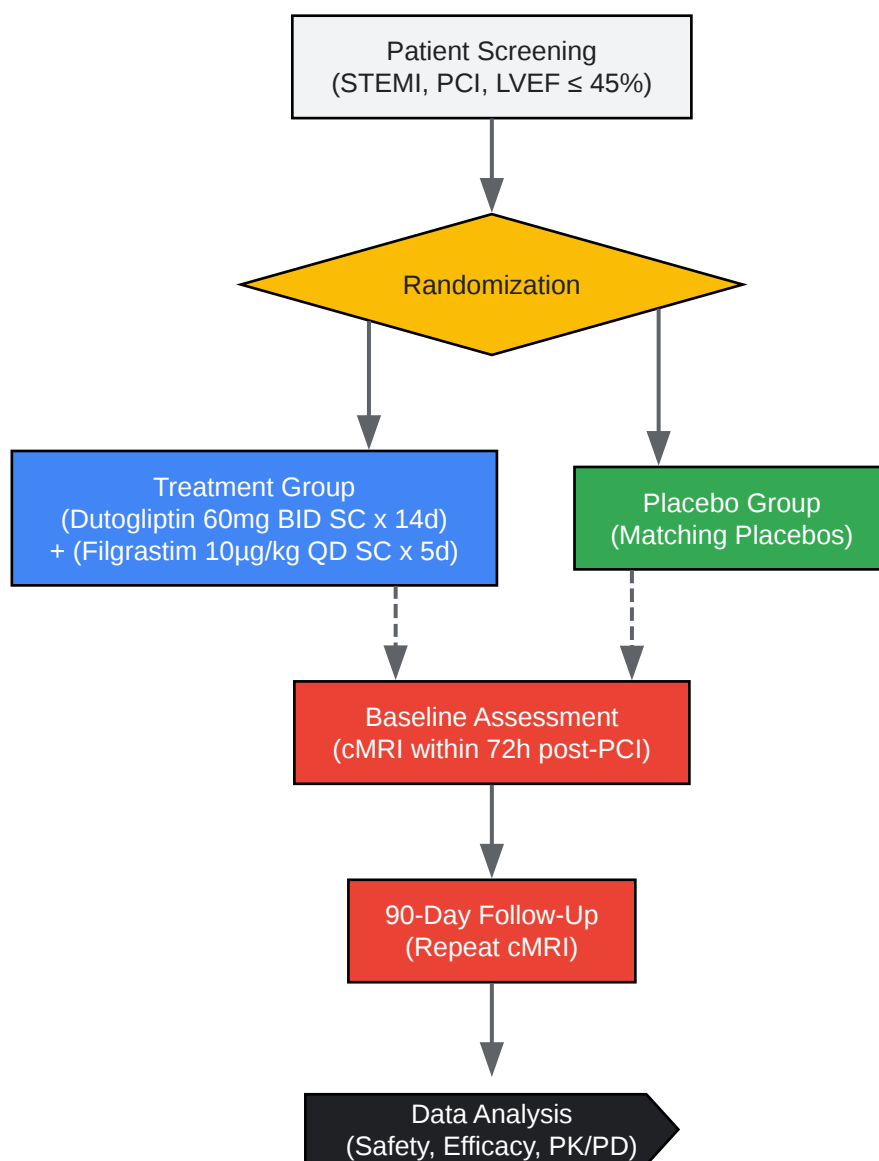 Patient Screening
(STEMI, PCI, LVEF ≤ 45%)
Randomization
Treatment Group
(Dutogliptin 60mg BID SC x 14d)
+ (Filgrastim 10µg/kg QD SC x 5d)
Placebo Group
(Matching Placebos)
Baseline Assessment
(cMRI within 72h post-PCI)
90-Day Follow-Up
(Repeat cMRI)
Data Analysis
(Safety, Efficacy, PK/PD)